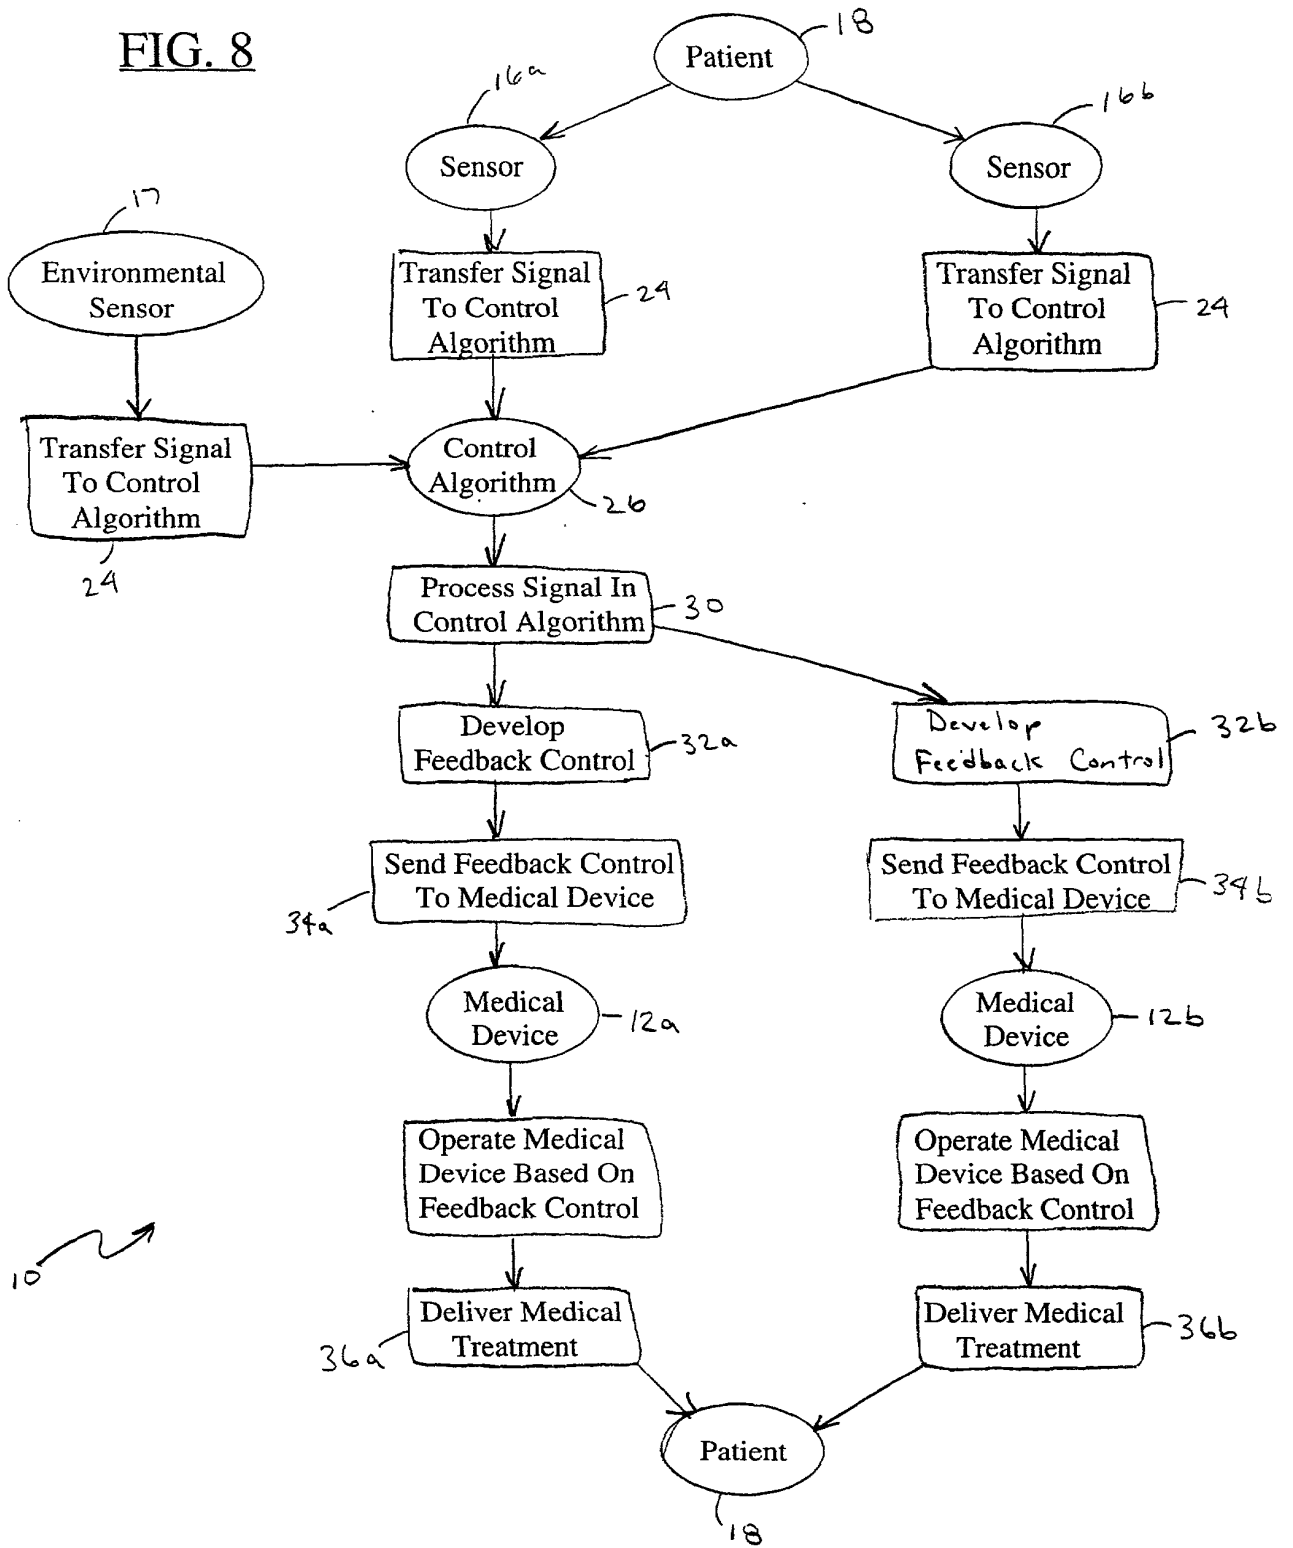 FIG. 8
Patient
18
16a
Sensor
16b
Sensor
17
Environmental
Sensor
Transfer Signal
To Control
Algorithm
24
Transfer Signal
To Control
Algorithm
24
Transfer Signal
To Control
Algorithm
24
Control
Algorithm
26
Process Signal In
Control Algorithm
30
Develop
Feedback Control
32a
Develop
Feedback Control
32b
Send Feedback Control
To Medical Device
34a
Send Feedback Control
To Medical Device
34b
Medical
Device
12a
Medical
Device
12b
Operate Medical
Device Based On
Feedback Control
Operate Medical
Device Based On
Feedback Control
10
Deliver Medical
Treatment
36a
Deliver Medical
Treatment
36b
Patient
18